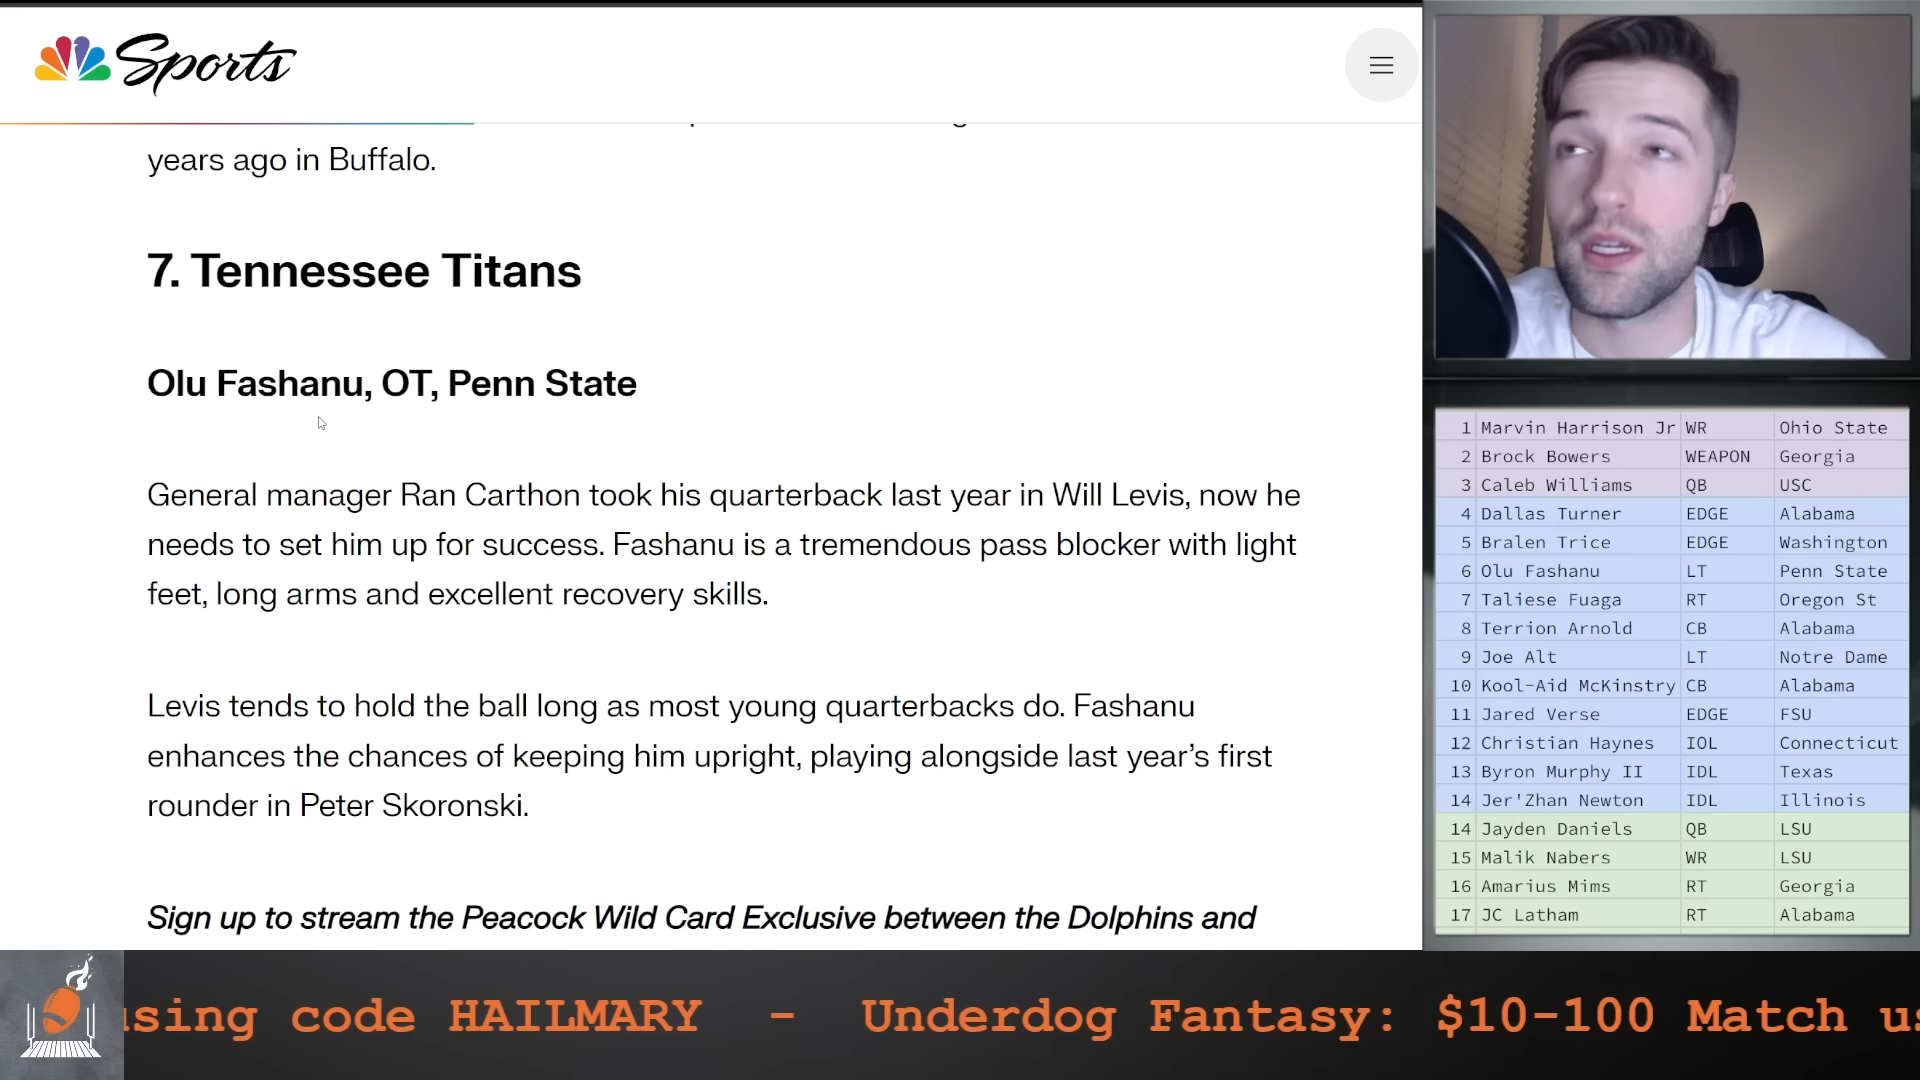 Sports
years ago in Buffalo.
7. Tennessee Titans
Olu Fashanu, OT, Penn State
General manager Ran Carthon took his quarterback last year in Will Levis, now he
needs to set him up for success. Fashanu is a tremendous pass blocker with light
feet, long arms and excellent recovery skills.
Levis tends to hold the ball long as most young quarterbacks do. Fashanu
enhances the chances of keeping him upright, playing alongside last year's first
rounder in Peter Skoronski.
Sign up to stream the Peacock Wild Card Exclusive between the Dolphins and
1 Marvin Harrison Jr WR Ohio State
2 Brock Bowers WEAPON Georgia
3 Caleb Williams QB USC
4 Dallas Turner EDGE Alabama
5 Bralen Trice EDGE Washington
6 Olu Fashanu LT Penn State
7 Taliese Fuaga RT Oregon St
8 Terrion Arnold CB Alabama
9 Joe Alt LT Notre Dame
10 Kool-Aid McKinstry CB Alabama
11 Jared Verse EDGE FSU
12 Christian Haynes IOL Connecticut
13 Byron Murphy II IDL Texas
14 Jer'Zhan Newton IDL Illinois
14 Jayden Daniels QB LSU
15 Malik Nabers WR LSU
16 Amarius Mims RT Georgia
17 JC Latham RT Alabama
using code HAILMARY - Underdog Fantasy: $10-100 Match us